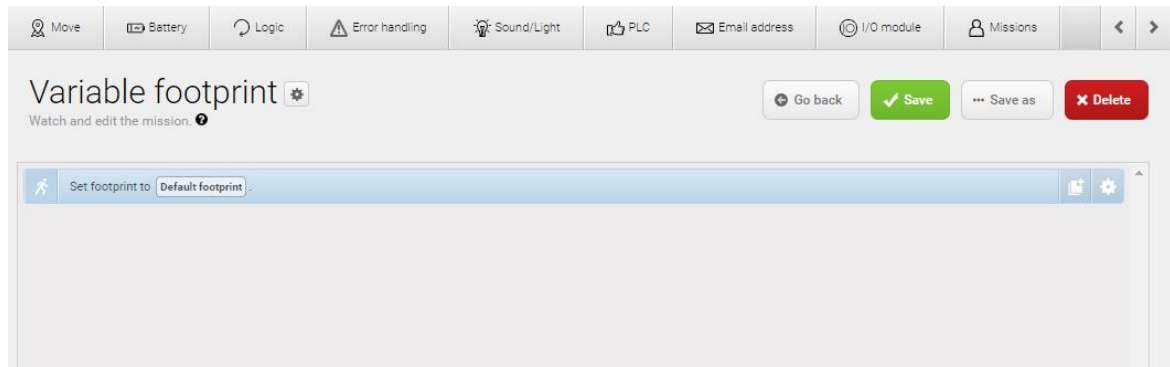 Move Battery Logic Error handling Sound/Light PLC Email address I/O module Missions
Variable footprint
Go back Save Save as Delete
Watch and edit the mission.
Set footprint to Default footprint .